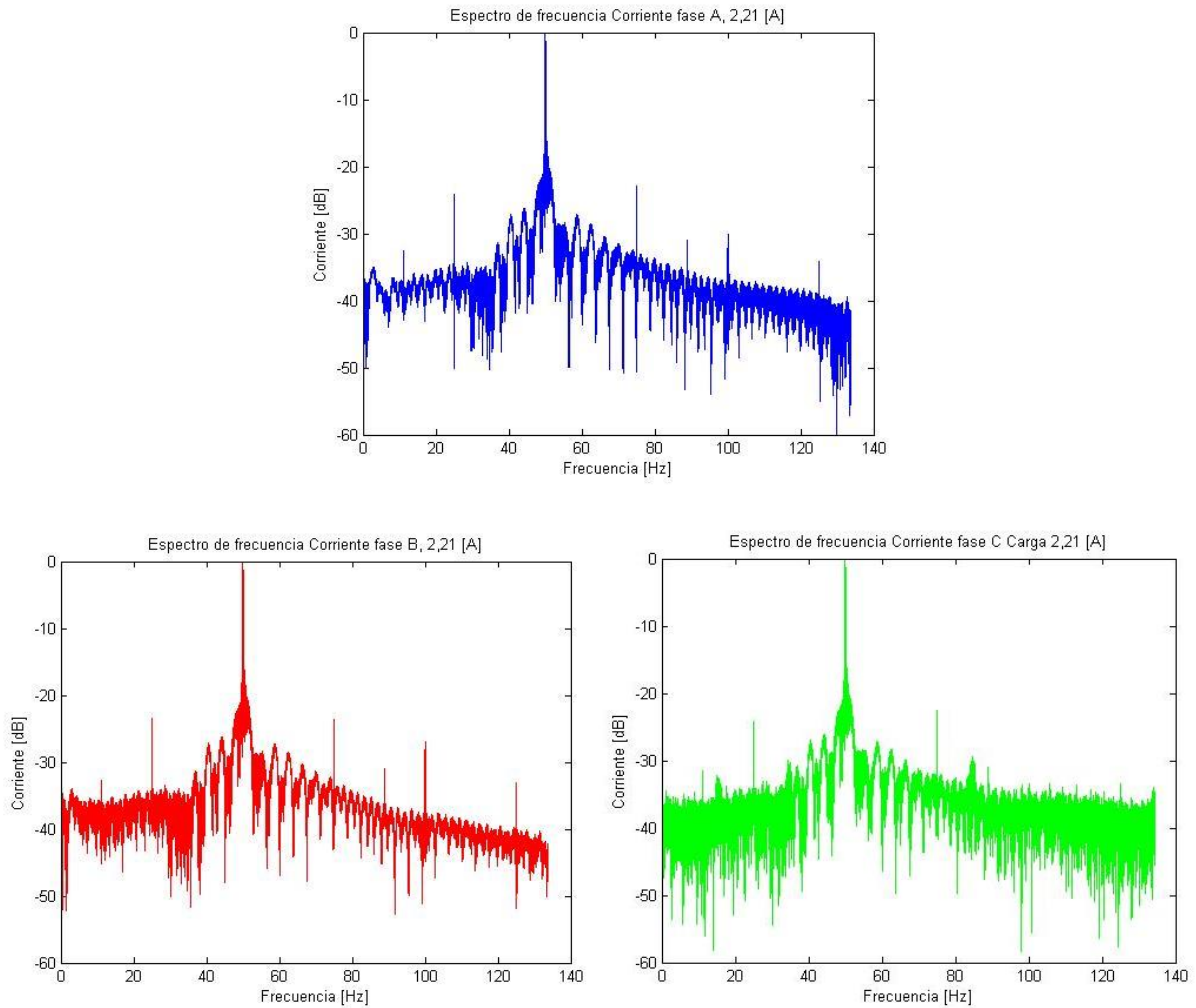 Espectro de frecuencia Corriente fase A, 2,21 [A]
0
-10
-20
-30
-40
-50
-60
Corriente [dB]
0 20 40 60 80 100 120 140
Frecuencia [Hz]
Espectro de frecuencia Corriente fase B, 2,21 [A]
0
-10
-20
-30
-40
-50
-60
Corriente [dB]
0 20 40 60 80 100 120 140
Frecuencia [Hz]
Espectro de frecuencia Corriente fase C Carga 2,21 [A]
0
-10
-20
-30
-40
-50
-60
Corriente [dB]
0 20 40 60 80 100 120 140
Frecuencia [Hz]